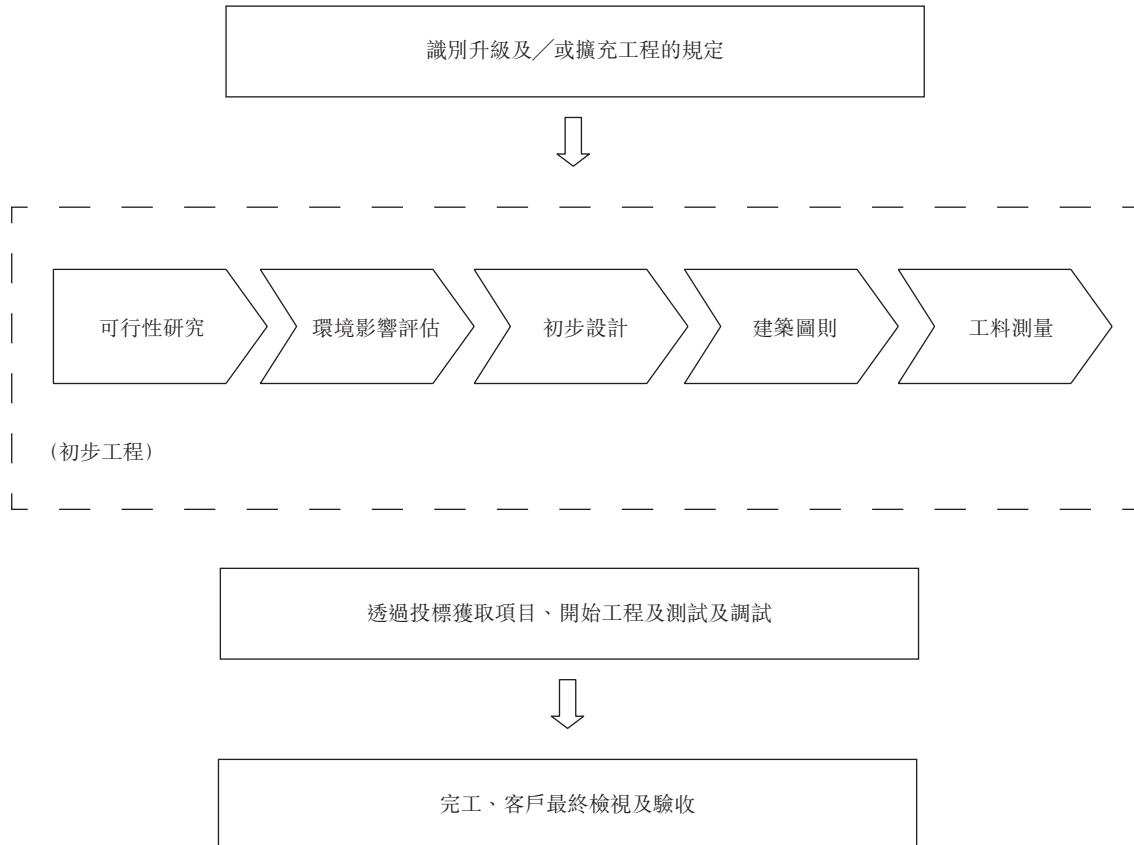 識別升級及／或擴充工程的規定
可行性研究
環境影響評估
初步設計
建築圖則
工料測量
(初步工程)
透過投標獲取項目、開始工程及測試及調試
完工、客戶最終檢視及驗收